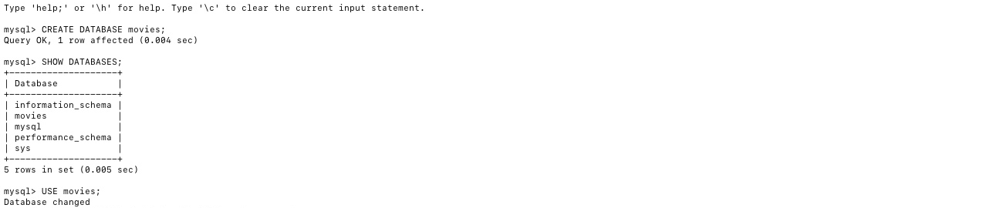 Type 'help;' or '\h' for help. Type '\c' to clear the current input statement.
mysql> CREATE DATABASE movies;
Query OK, 1 row affected (0.004 sec)
mysql> SHOW DATABASES;
+--------------------+
| Database           |
+--------------------+
| information_schema |
| movies             |
| mysql              |
| performance_schema |
| sys                |
+--------------------+
5 rows in set (0.005 sec)
mysql> USE movies;
Database changed